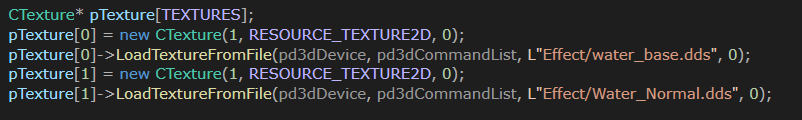 CTexture* pTexture[TEXTURES];
pTexture[0] = new CTexture(1, RESOURCE_TEXTURE2D, 0);
pTexture[0]->LoadTextureFromFile(pd3dDevice, pd3dCommandList, L"Effect/water_base.dds", 0);
pTexture[1] = new CTexture(1, RESOURCE_TEXTURE2D, 0);
pTexture[1]->LoadTextureFromFile(pd3dDevice, pd3dCommandList, L"Effect/Water_Normal.dds", 0);